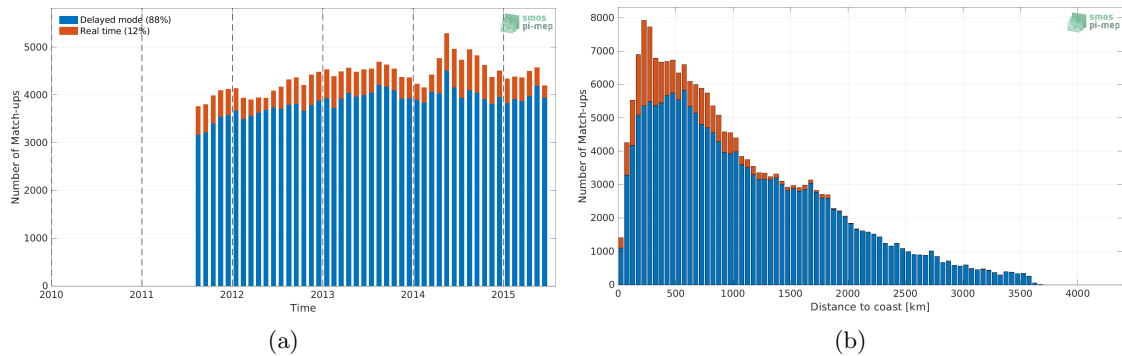 Delayed mode (88%)
Real time (12%)
smos
pi-mep
Number of Match-ups
5000
4000
3000
2000
1000
0
2010
2011
2012
2013
2014
2015
Time
(a)
smos
pi-mep
Number of Match-ups
8000
7000
6000
5000
4000
3000
2000
1000
0
0
500
1000
1500
2000
2500
3000
3500
4000
Distance to coast [km]
(b)